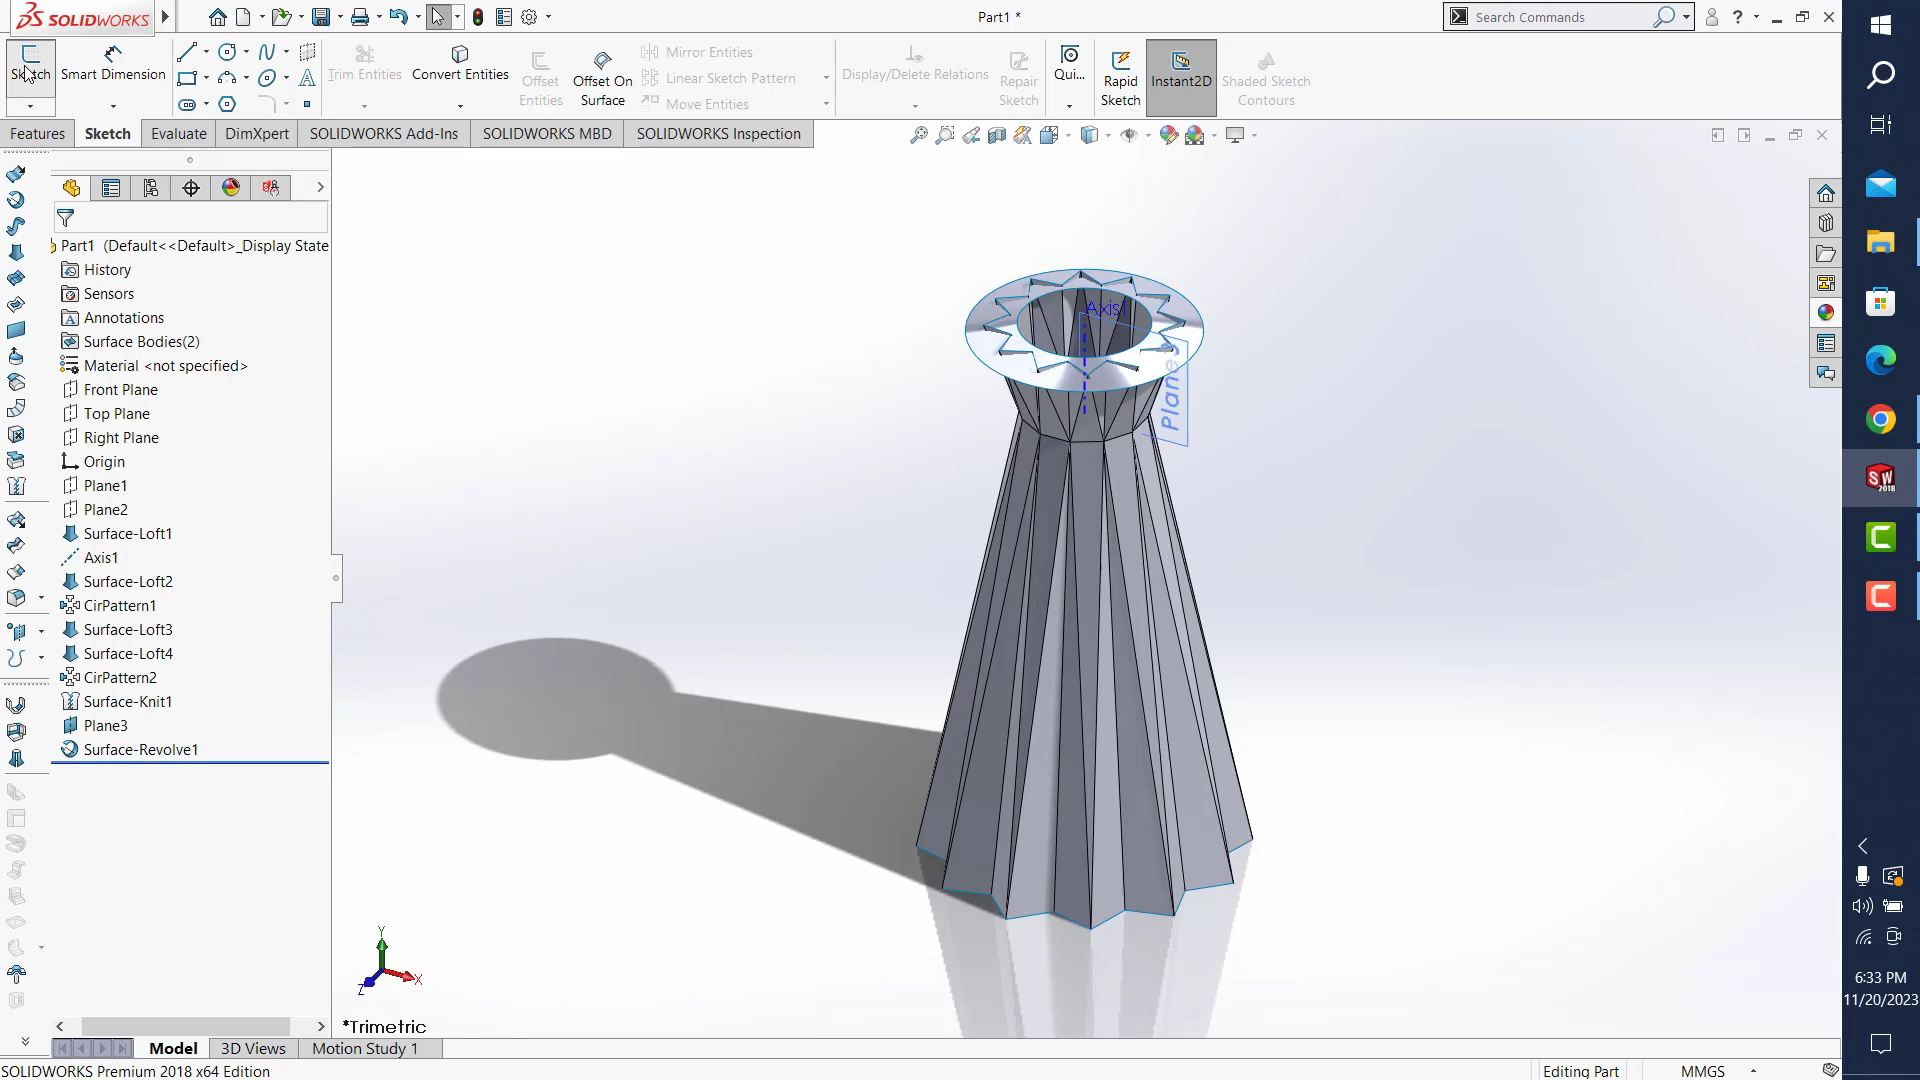 SOLIDWORKS
Part1 *
Search Commands
Sketch
Smart Dimension
Trim Entities
Convert Entities
Offset Entities
Offset On Surface
Mirror Entities
Linear Sketch Pattern
Move Entities
Display/Delete Relations
Repair Sketch
Qui...
Rapid Sketch
Instant2D
Shaded Sketch Contours
Features
Sketch
Evaluate
DimXpert
SOLIDWORKS Add-Ins
SOLIDWORKS MBD
SOLIDWORKS Inspection
Part1 (Default<<Default>_Display State
History
Sensors
Annotations
Surface Bodies(2)
Material <not specified>
Front Plane
Top Plane
Right Plane
Origin
Plane1
Plane2
Surface-Loft1
Axis1
Surface-Loft2
CirPattern1
Surface-Loft3
Surface-Loft4
CirPattern2
Surface-Knit1
Plane3
Surface-Revolve1
Axis1
Plane3
SW
2018
Y
X
Z
*Trimetric
Model
3D Views
Motion Study 1
SOLIDWORKS Premium 2018 x64 Edition
Editing Part
MMGS
6:33 PM
11/20/2023